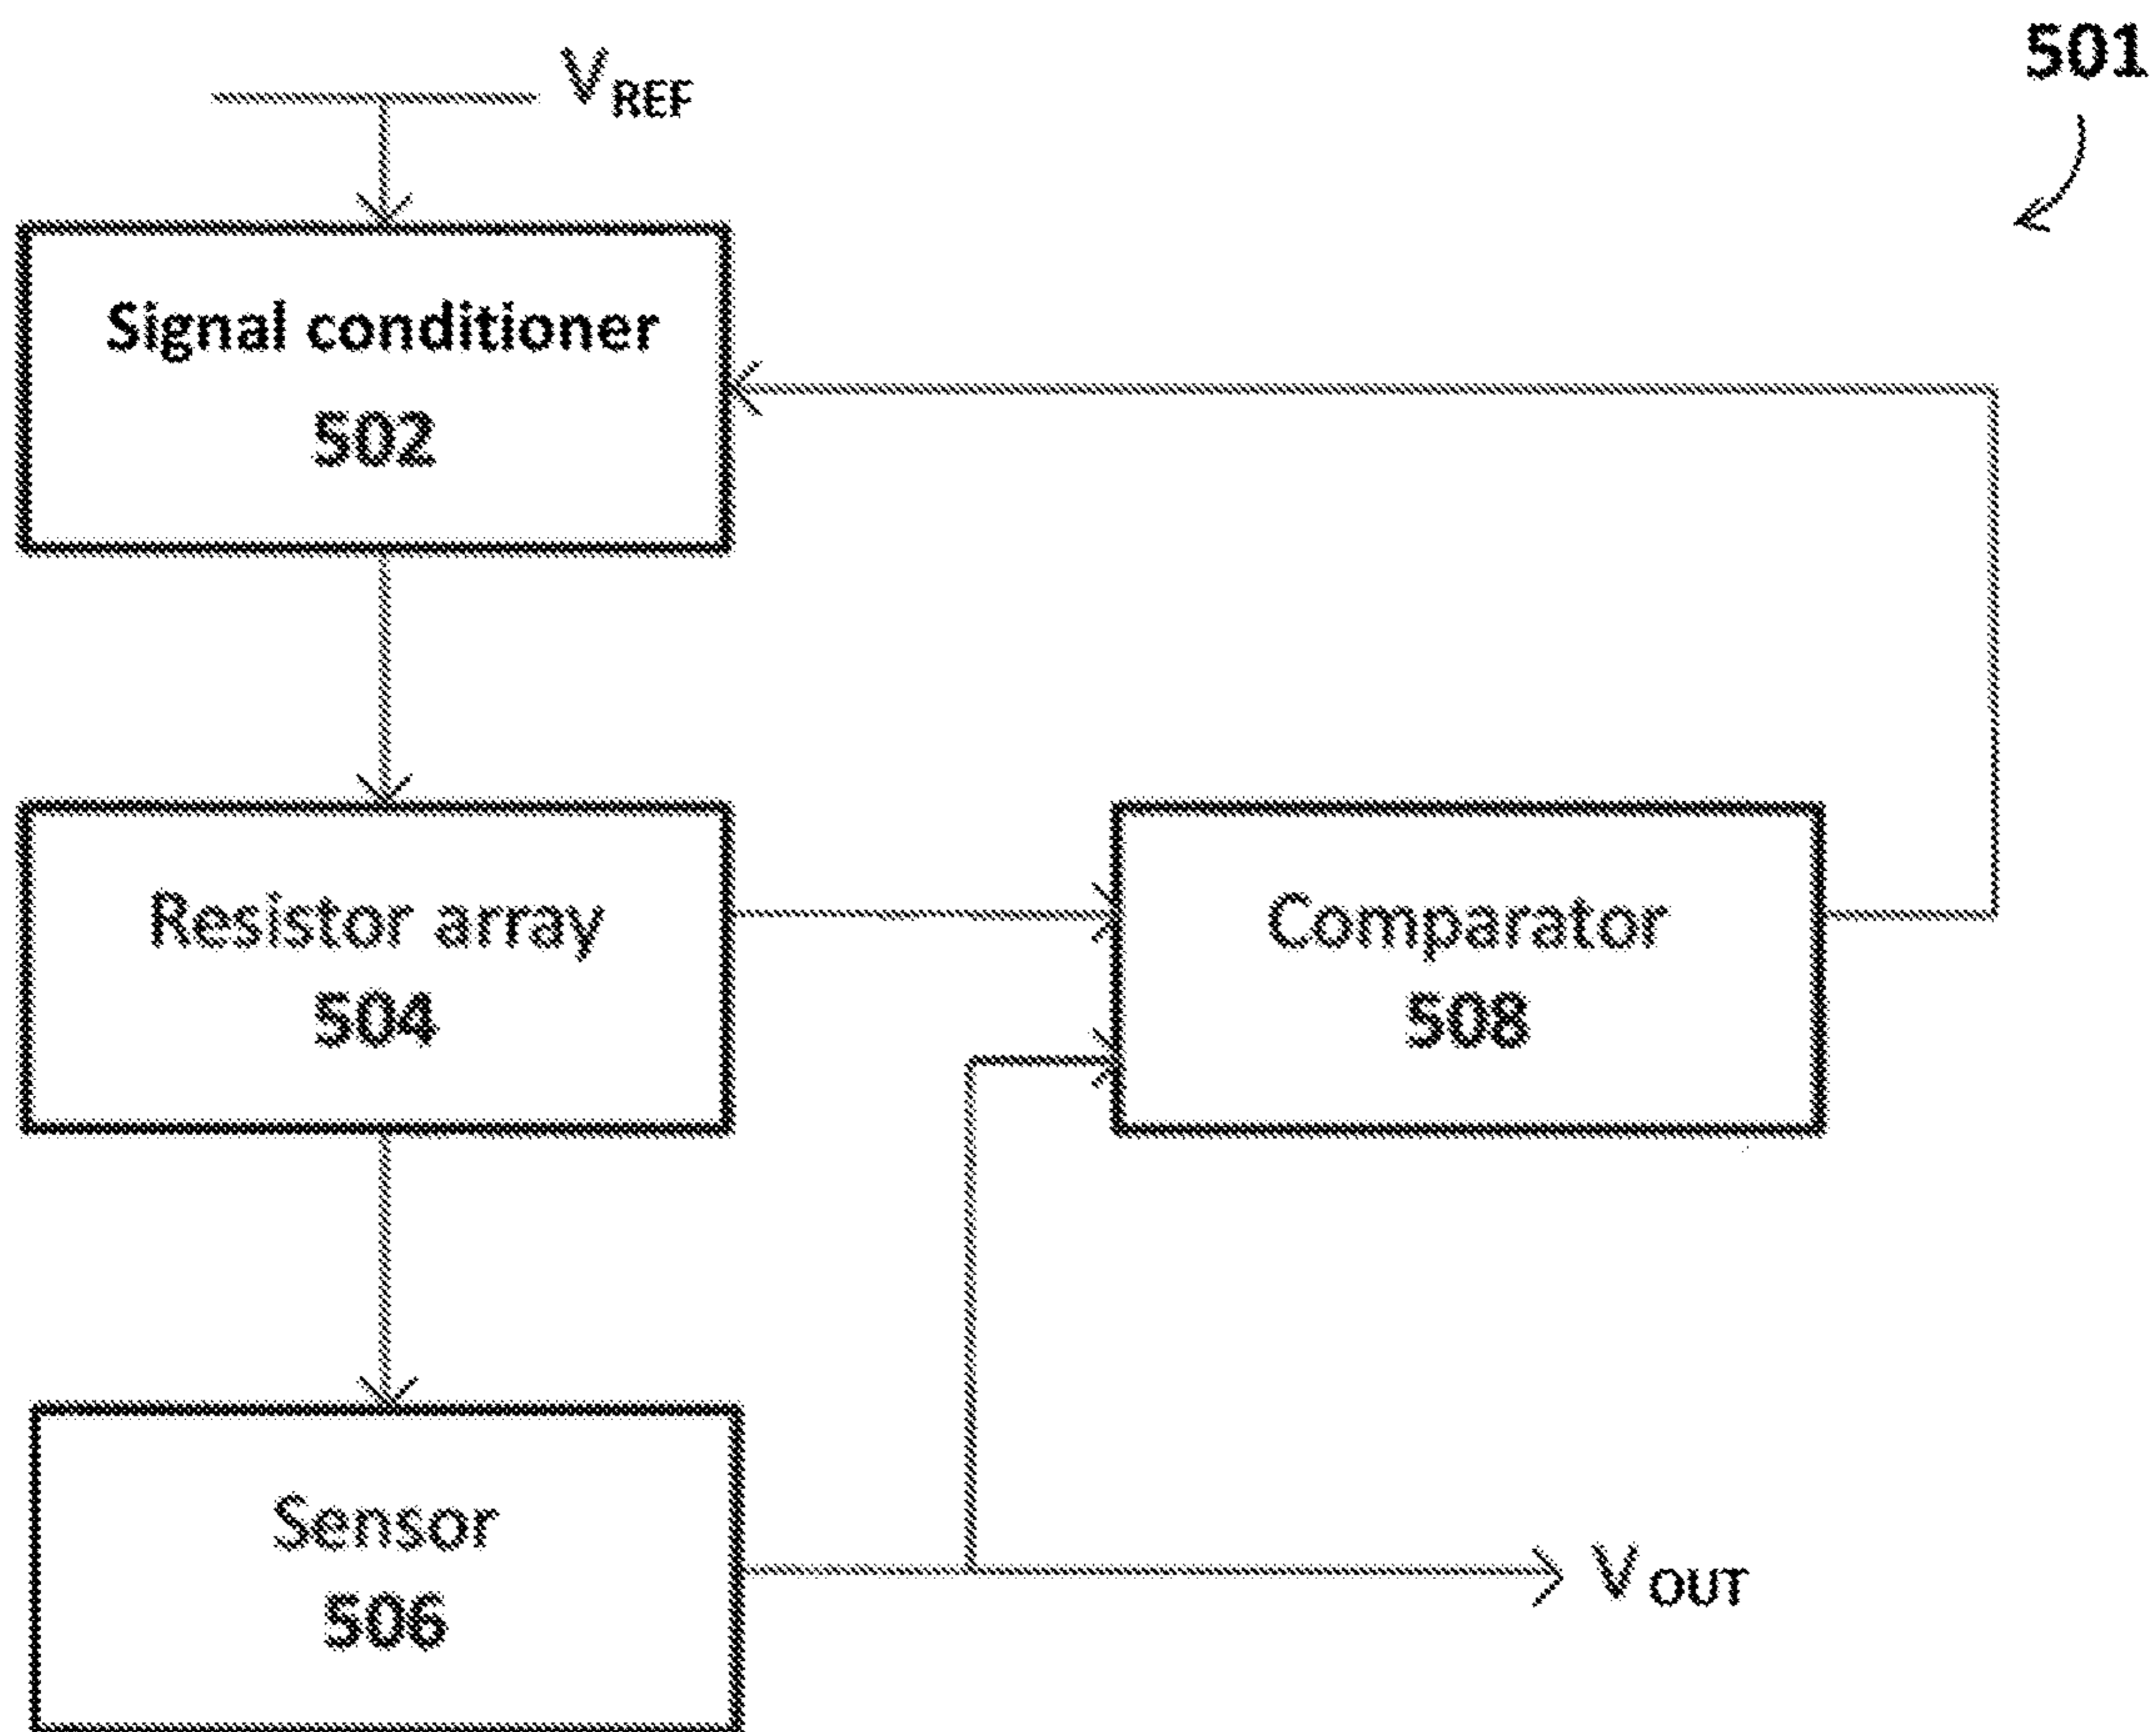 501
VREF
Signal conditioner
502
Resistor array
504
Comparator
508
Sensor
506
VOUT